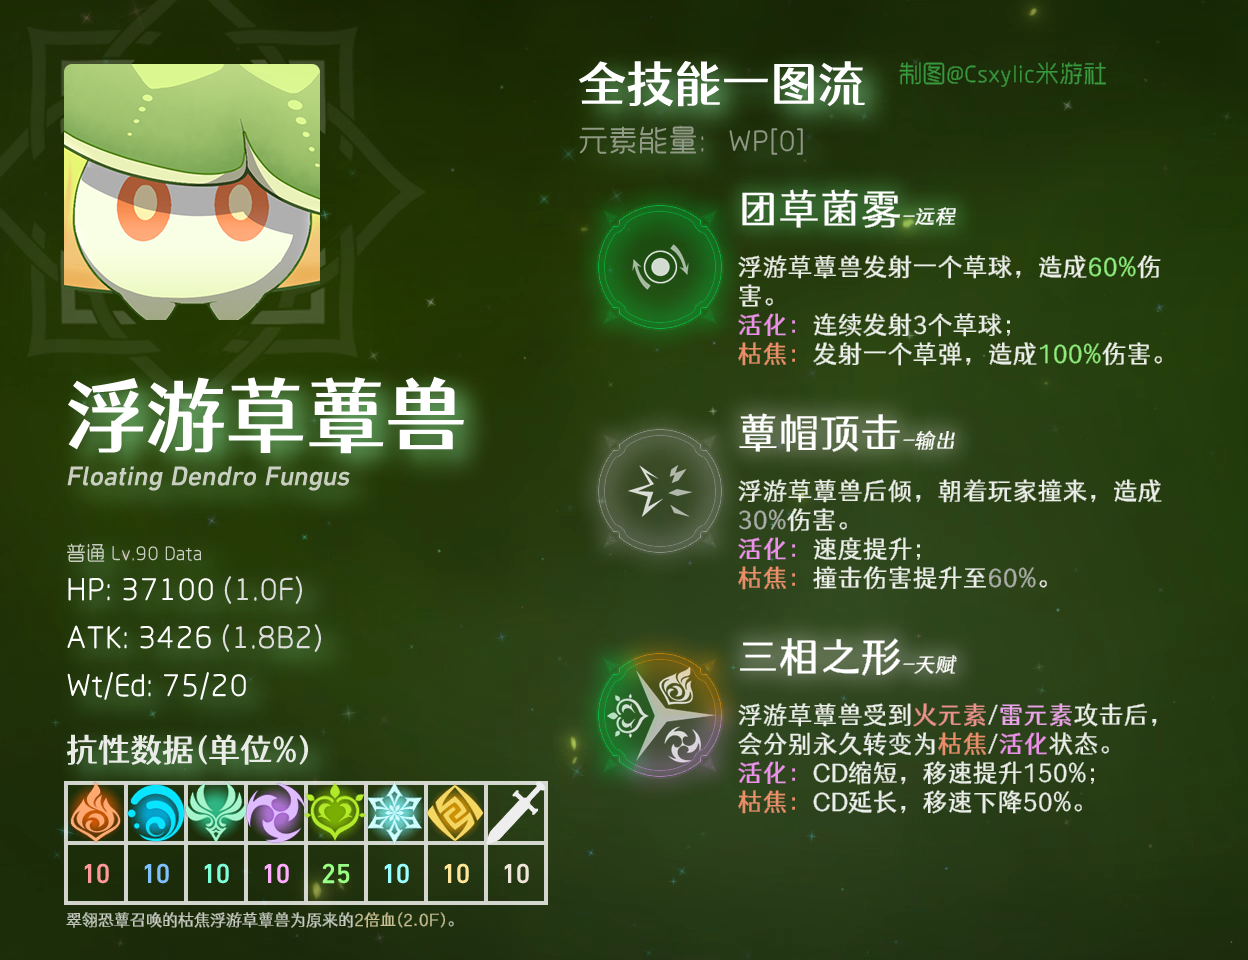 全技能一图流
制图@Csxylic米游社
元素能量: WP[0]
团草菌雾-远程
浮游草蕈兽发射一个草球，造成60%伤
害。
活化：连续发射3个草球；
枯焦：发射一个草弹，造成100%伤害。
蕈帽顶击-输出
浮游草蕈兽后倾，朝着玩家撞来，造成
30%伤害。
活化：速度提升；
枯焦：撞击伤害提升至60%。
三相之形-天赋
浮游草蕈兽受到火元素/雷元素攻击后，
会分别永久转变为枯焦/活化状态。
活化：CD缩短，移速提升150%；
枯焦：CD延长，移速下降50%。
浮游草蕈兽
Floating Dendro Fungus
普通 Lv.90 Data
HP: 37100 (1.0F)
ATK: 3426 (1.8B2)
Wt/Ed: 75/20
抗性数据(单位%)
10 10 10 10 25 10 10 10
翠翎恐蕈召唤的枯焦浮游草蕈兽为原来的2倍血(2.0F)。